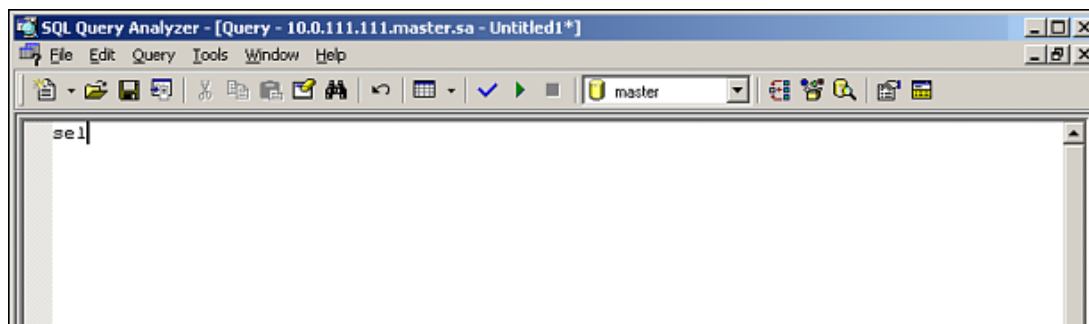 SQL Query Analyzer - [Query - 10.0.111.111.master.sa - Untitled1*]
File Edit Query Tools Window Help
master
sel